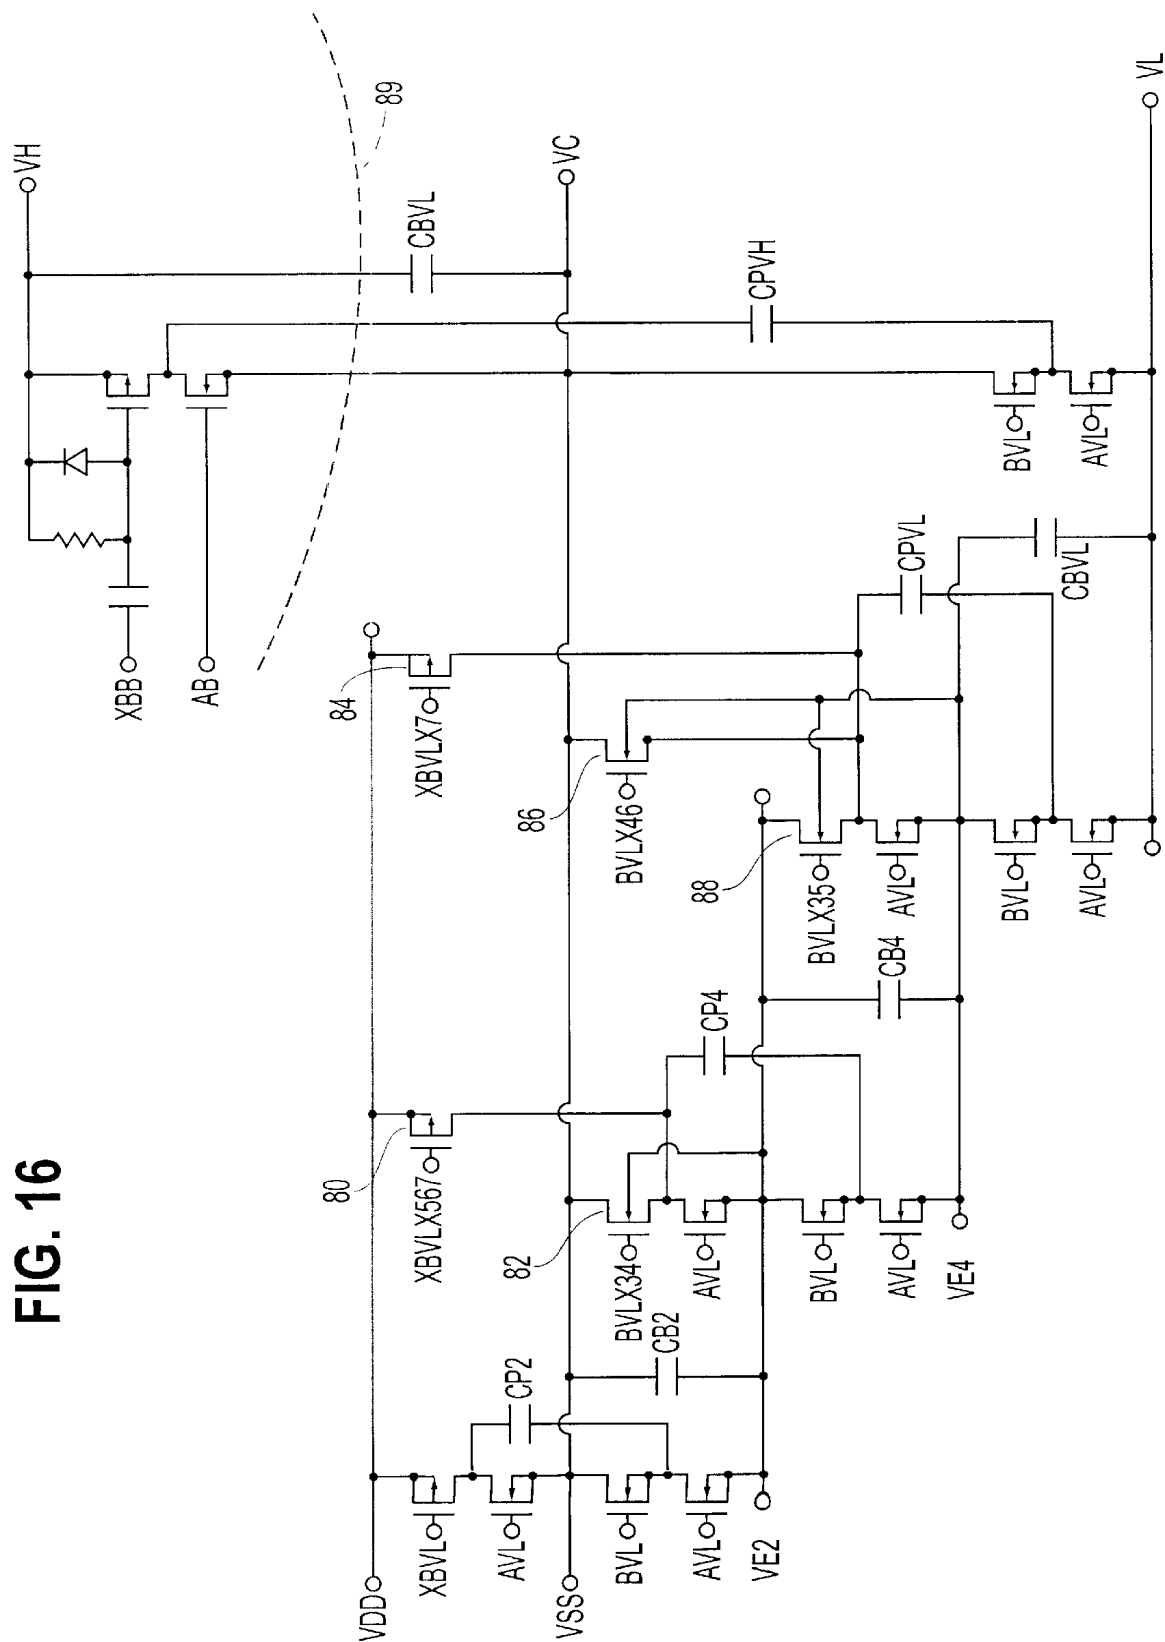 FIG. 16
VDD
VSS
VE2
VE4
XBVL
AVL
BVL
AVL
CP2
CB2
80
XBVLX567
82
BVLX34
AVL
BVL
AVL
CP4
CB4
84
XBVLX7
86
BVLX46
88
BVLX35
AVL
BVL
AVL
CPVL
CBVL
XBB
AB
BVL
AVL
CPVH
CBVL
89
VH
VC
VL